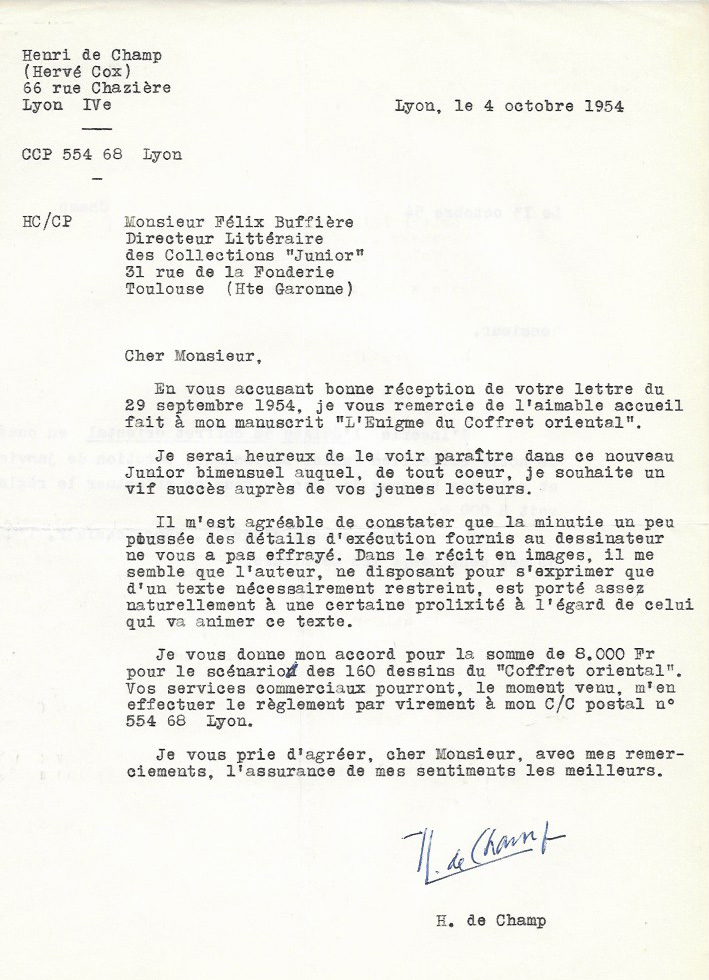 Henri de Champ
(Hervé Cox)
66 rue Chazière
Lyon IVe
Lyon, le 4 octobre 1954
CCP 554 68 Lyon
HC/CP
Monsieur Félix Buffière
Directeur Littéraire
des Collections "Junior"
31 rue de la Fonderie
Toulouse (Hte Garonne)
Cher Monsieur,
En vous accusant bonne réception de votre lettre du
29 septembre 1954, je vous remercie de l'aimable accueil
fait à mon manuscrit "L'Enigme du Coffret oriental".
Je serai heureux de le voir paraître dans ce nouveau
Junior bimensuel auquel, de tout coeur, je souhaite un
vif succès auprès de vos jeunes lecteurs.
Il m'est agréable de constater que la minutie un peu
poussée des détails d'exécution fournis au dessinateur
ne vous a pas effrayé. Dans le récit en images, il me
semble que l'auteur, ne disposant pour s'exprimer que
d'un texte nécessairement restreint, est porté assez
naturellement à une certaine prolixité à l'égard de celui
qui va animer ce texte.
Je vous donne mon accord pour la somme de 8.000 Fr
pour le scénario des 160 dessins du "Coffret oriental".
Vos services commerciaux pourront, le moment venu, m'en
effectuer le règlement par virement à mon C/C postal n°
554 68 Lyon.
Je vous prie d'agréer, cher Monsieur, avec mes remer-
ciements, l'assurance de mes sentiments les meilleurs.
H. de Champ
H. de Champ